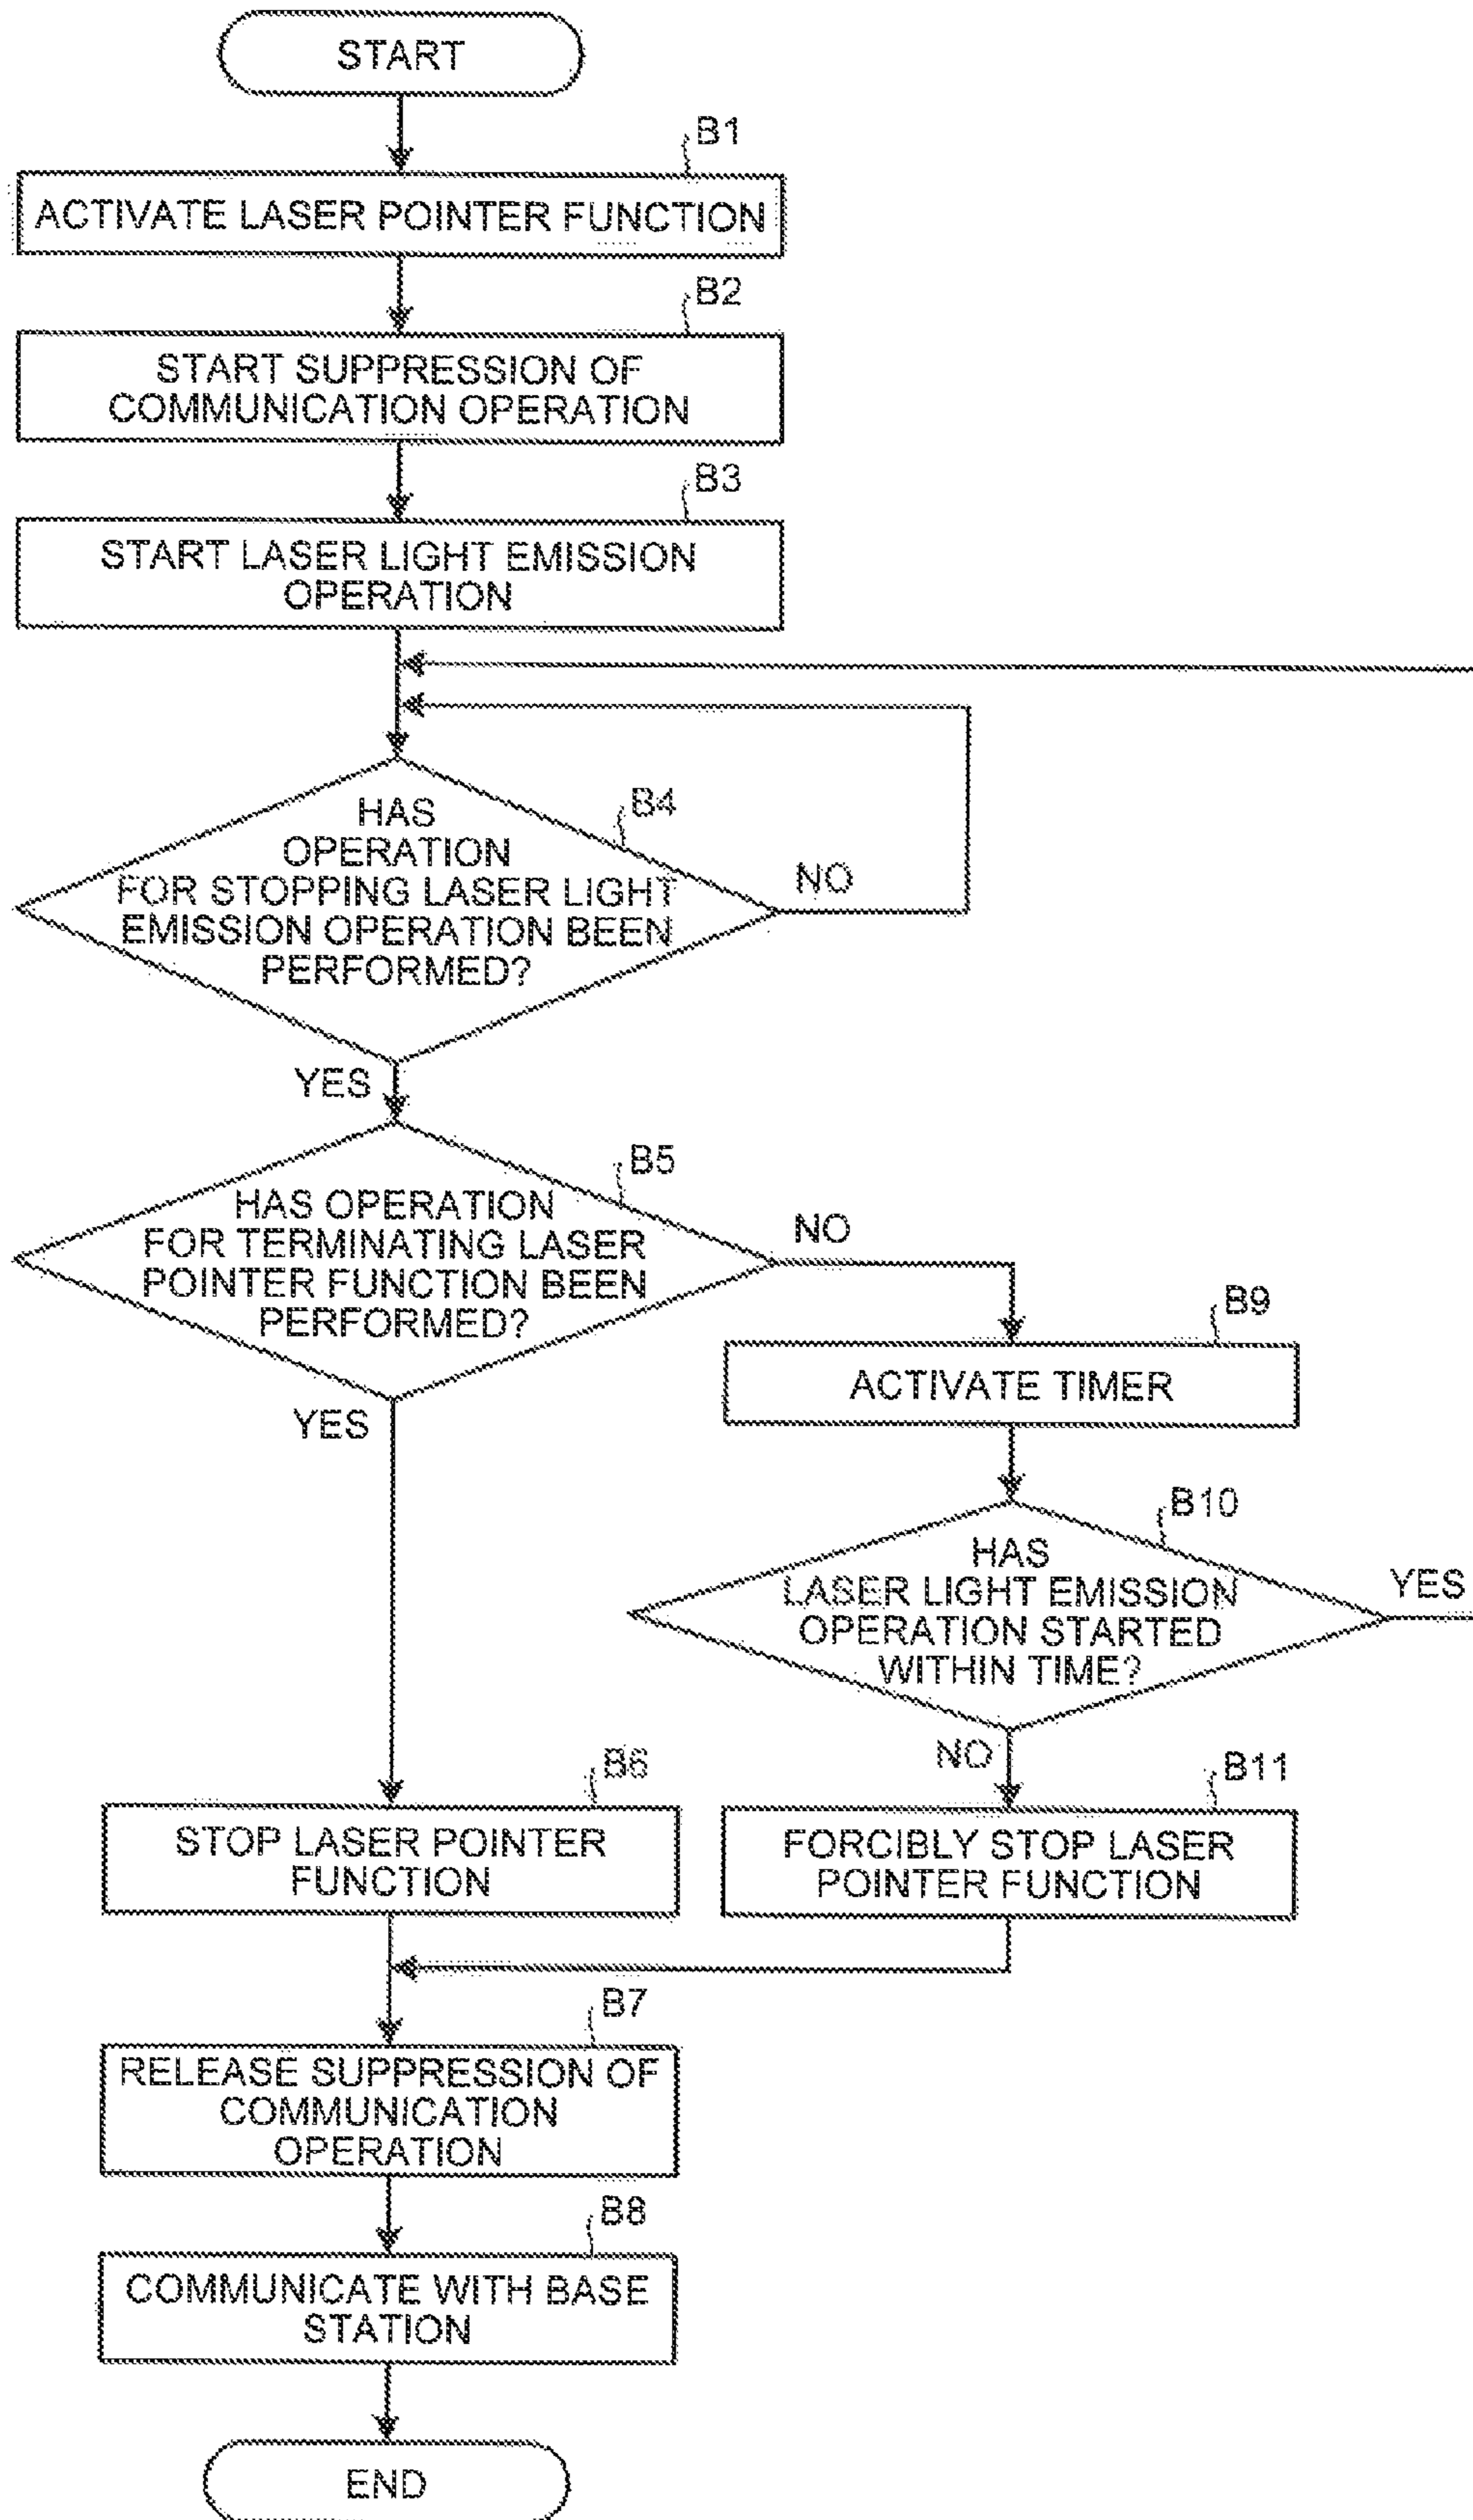 START
B1
ACTIVATE LASER POINTER FUNCTION
B2
START SUPPRESSION OF
COMMUNICATION OPERATION
B3
START LASER LIGHT EMISSION
OPERATION
B4
HAS
OPERATION
FOR STOPPING LASER LIGHT
EMISSION OPERATION BEEN
PERFORMED?
NO
YES
B5
HAS OPERATION
FOR TERMINATING LASER
POINTER FUNCTION BEEN
PERFORMED?
NO
YES
B9
ACTIVATE TIMER
B10
HAS
LASER LIGHT EMISSION
OPERATION STARTED
WITHIN TIME?
YES
NO
B6
STOP LASER POINTER
FUNCTION
B11
FORCIBLY STOP LASER
POINTER FUNCTION
B7
RELEASE SUPPRESSION OF
COMMUNICATION
OPERATION
B8
COMMUNICATE WITH BASE
STATION
END